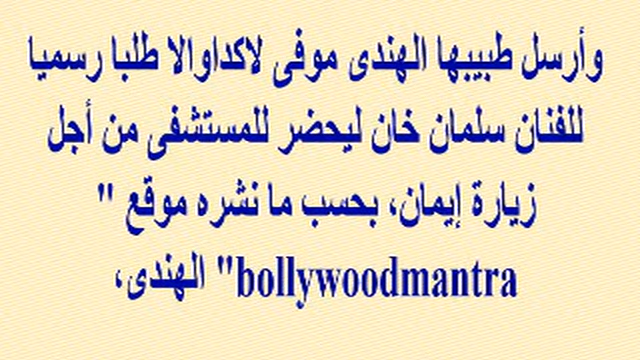 وأرسل طبيبها الهندى موفى لاكداوالا طلبا رسميا
للفنان سلمان خان ليحضر للمستشفى من أجل
زيارة إيمان، بحسب ما نشره موقع "
bollywoodmantra" الهندى،